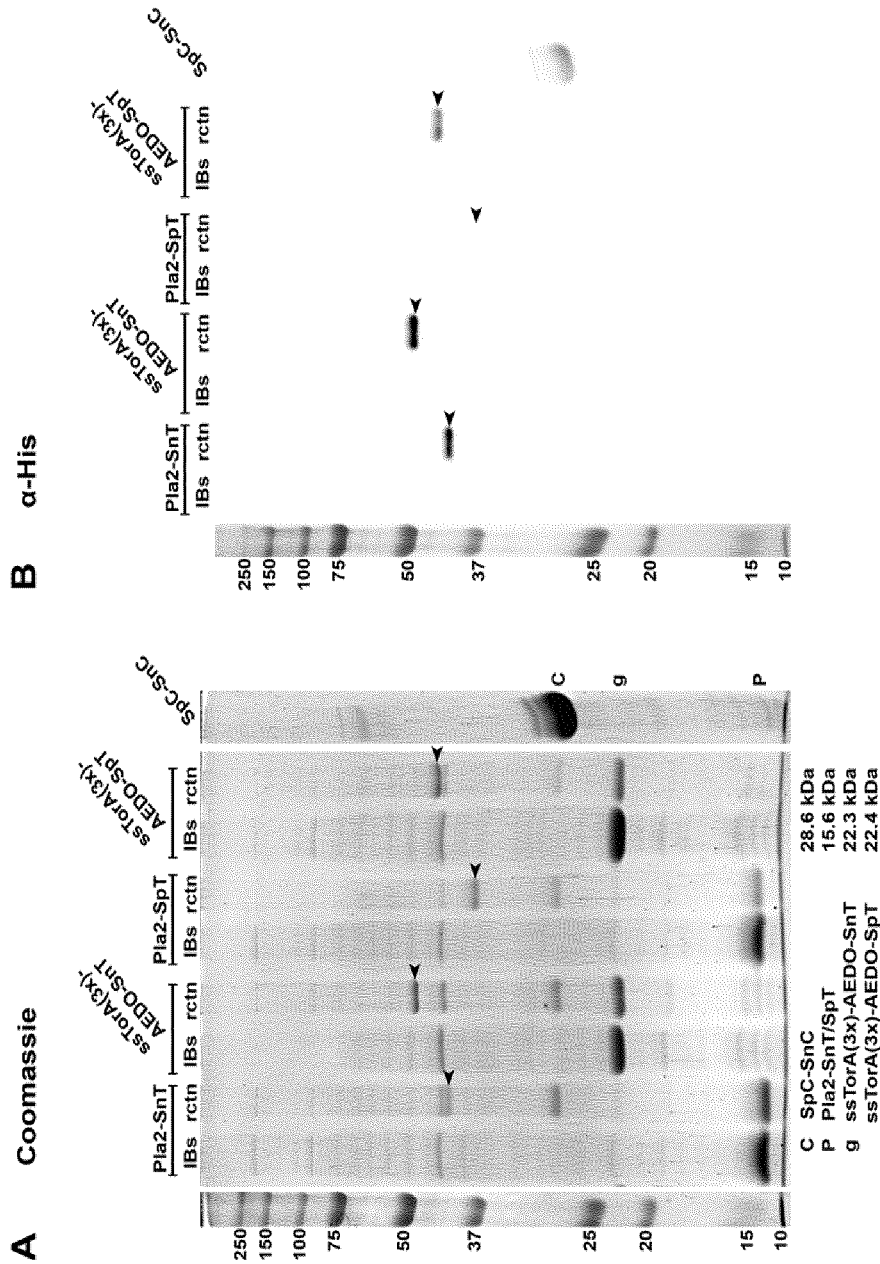 A Coomassie
Pla2-SnT
ssTorA(3x)-
AEDO-SnT
Pla2-SpT
ssTorA(3x)-
AEDO-SpT
SpC-SnC
IBs rctn IBs rctn IBs rctn IBs rctn
250
150
100
75
50
37
25
20
15
10
C
g
P
C SpC-SnC 28.6 kDa
P Pla2-SnT/SpT 15.6 kDa
g ssTorA(3x)-AEDO-SnT 22.3 kDa
ssTorA(3x)-AEDO-SpT 22.4 kDa
B α-His
Pla2-SnT
ssTorA(3x)-
AEDO-SnT
Pla2-SpT
ssTorA(3x)-
AEDO-SpT
SpC-SnC
IBs rctn IBs rctn IBs rctn IBs rctn
250
150
100
75
50
37
25
20
15
10